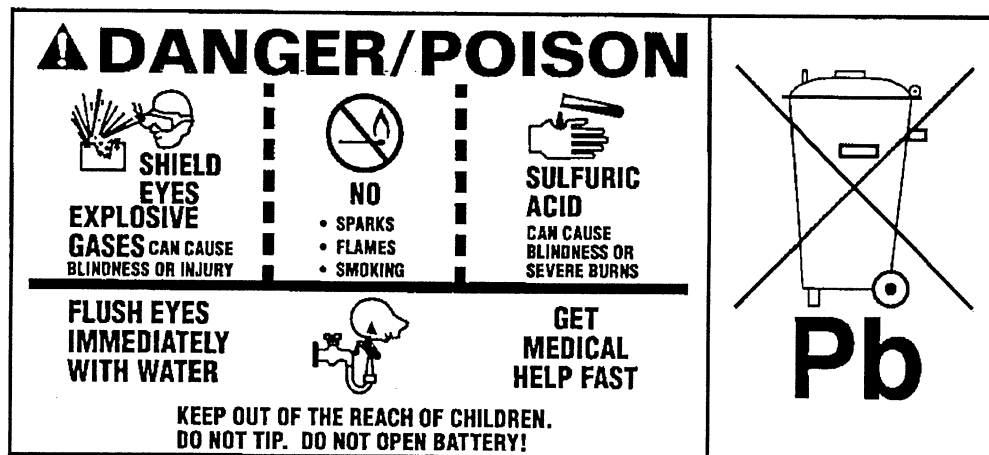 DANGER/POISON
SHIELD
EYES
EXPLOSIVE
GASES CAN CAUSE
BLINDNESS OR INJURY
NO
• SPARKS
• FLAMES
• SMOKING
SULFURIC
ACID
CAN CAUSE
BLINDNESS OR
SEVERE BURNS
FLUSH EYES
IMMEDIATELY
WITH WATER
GET
MEDICAL
HELP FAST
KEEP OUT OF THE REACH OF CHILDREN.
DO NOT TIP. DO NOT OPEN BATTERY!
Pb